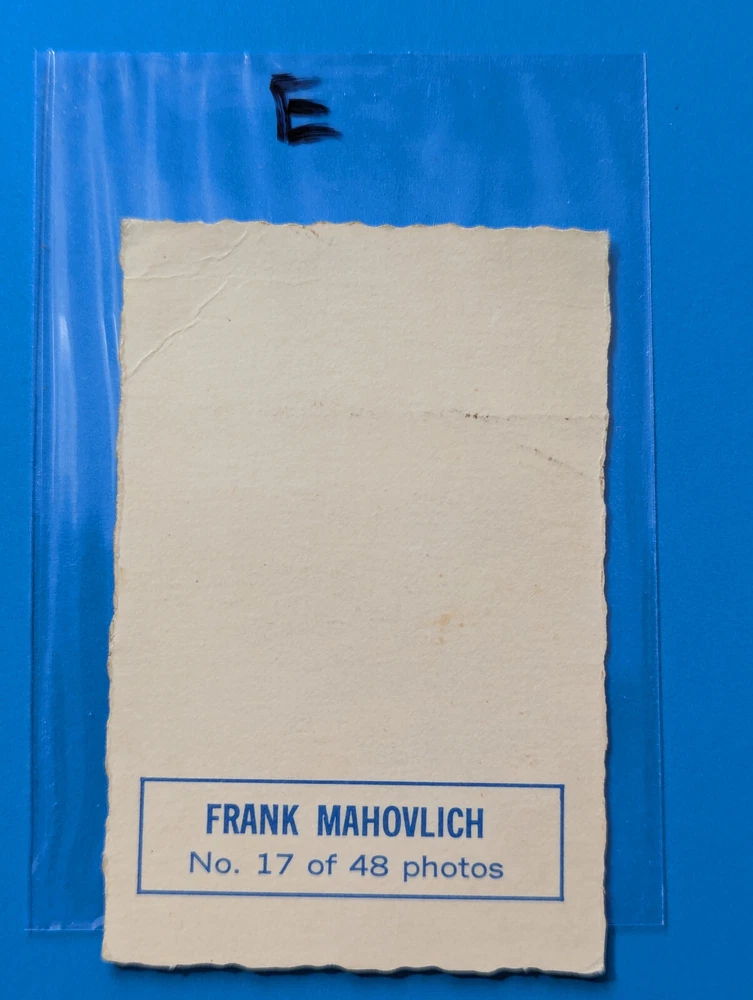 E
FRANK MAHOVLICH
No. 17 of 48 photos